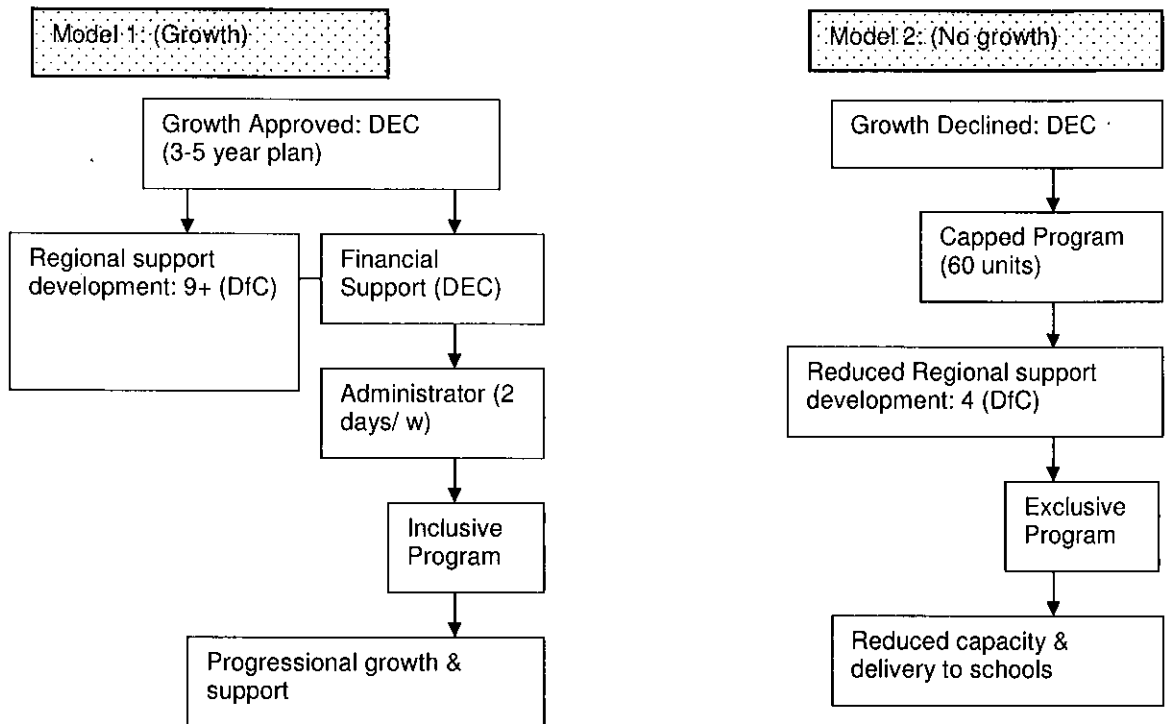 Model 1: (Growth)
Growth Approved: DEC
(3-5 year plan)
Regional support
development: 9+ (DfC)
Financial
Support (DEC)
Administrator (2
days/ w)
Inclusive
Program
Progressional growth &
support
Model 2: (No growth)
Growth Declined: DEC
Capped Program
(60 units)
Reduced Regional support
development: 4 (DfC)
Exclusive
Program
Reduced capacity &
delivery to schools